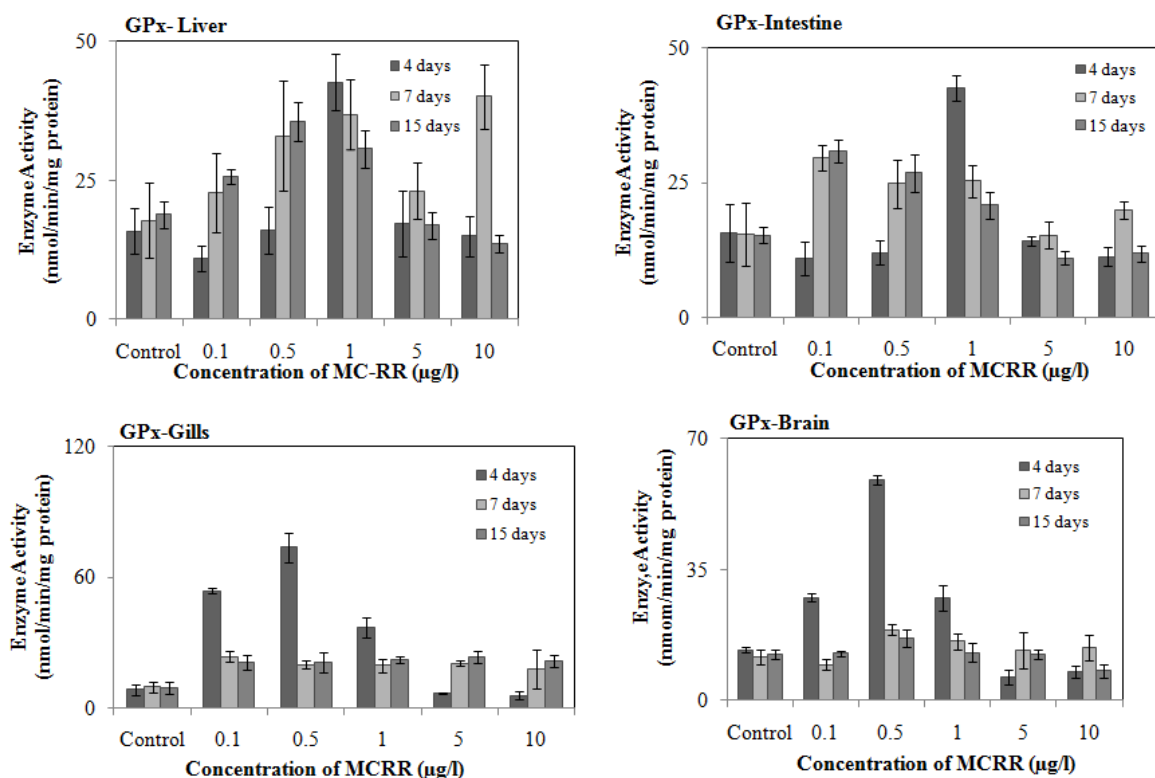 GPx- Liver
50
25
0
EnzymeActivity
(nmol/min/mg protein)
4 days
7 days
15 days
Control 0.1 0.5 1 5 10
Concentration of MC-RR (µg/l)
GPx-Intestine
50
25
0
EnzymeActivity
(nmol/min/mg protein)
4 days
7 days
15 days
Control 0.1 0.5 1 5 10
Concentration of MCRR (µg/l)
GPx-Gills
120
60
0
EnzymeActivity
(nmol/min/mg protein)
4 days
7 days
15 days
Control 0.1 0.5 1 5 10
Concentration of MCRR (µg/l)
GPx-Brain
70
35
0
Enzy,eActivity
(nmom/min/mg protein)
4 days
7 days
15 days
Control 0.1 0.5 1 5 10
Concentration of MCRR (µg/l)